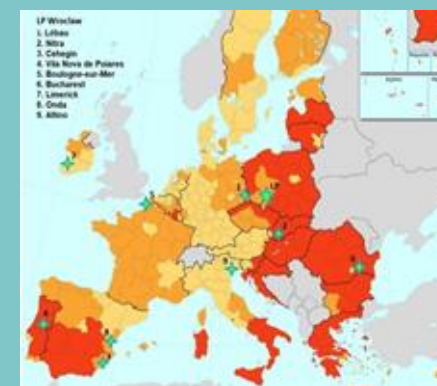 LP Wroclaw
1. Löbau
2. Nitra
3. Cehegin
4. Vila Nova de Poiares
5. Boulogne-sur-Mer
6. Bucharest
7. Limerick
8. Onda
9. Altino
LP